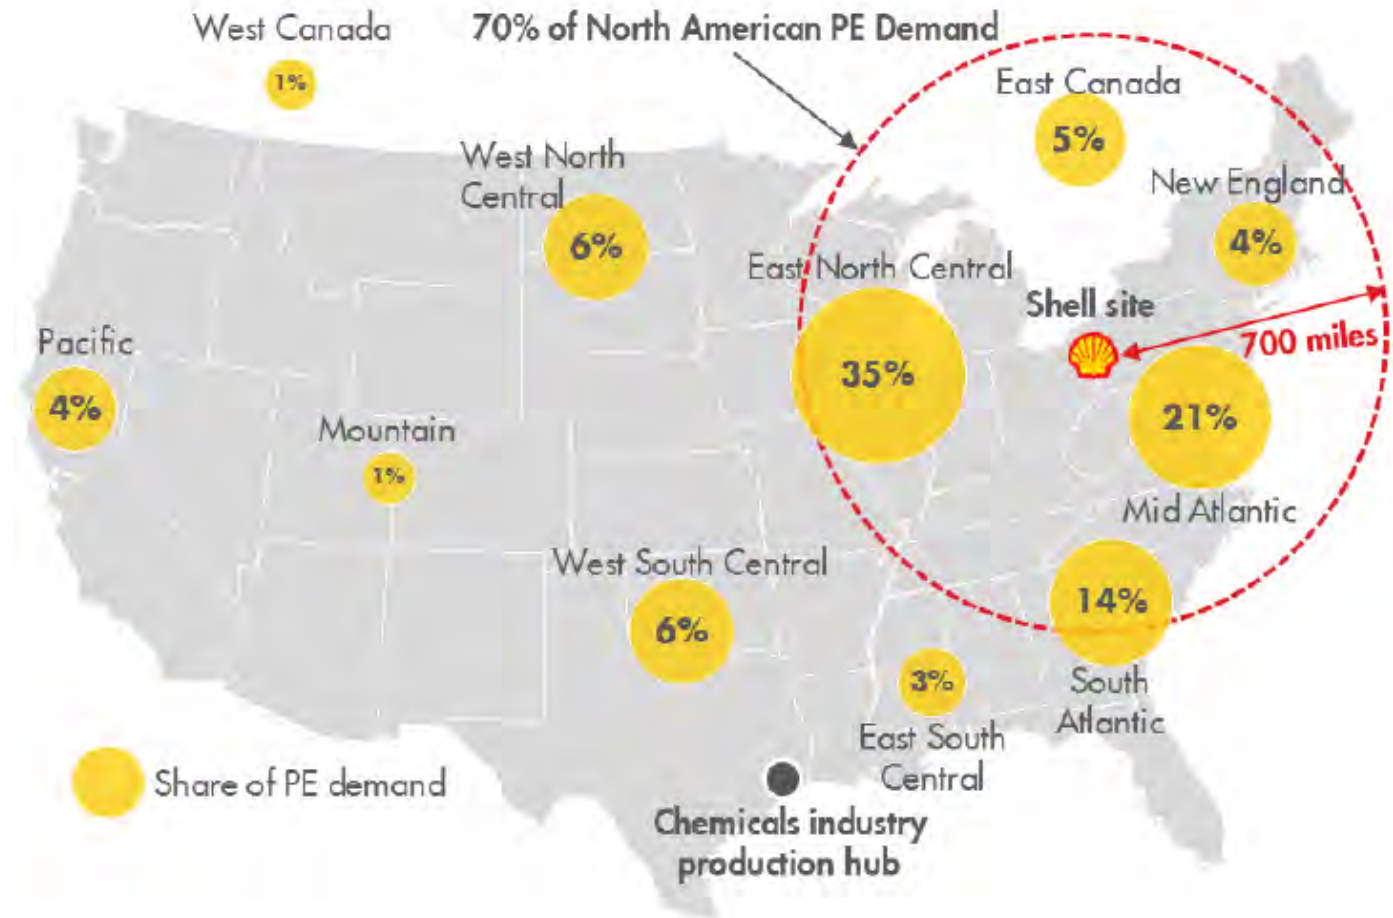 West Canada
1%
70% of North American PE Demand
East Canada
5%
West North
Central
6%
New England
4%
East North Central
35%
Shell site
700 miles
Pacific
4%
21%
Mid Atlantic
Mountain
1%
West South Central
6%
14%
South
Atlantic
3%
East South
Central
Share of PE demand
Chemicals industry
production hub